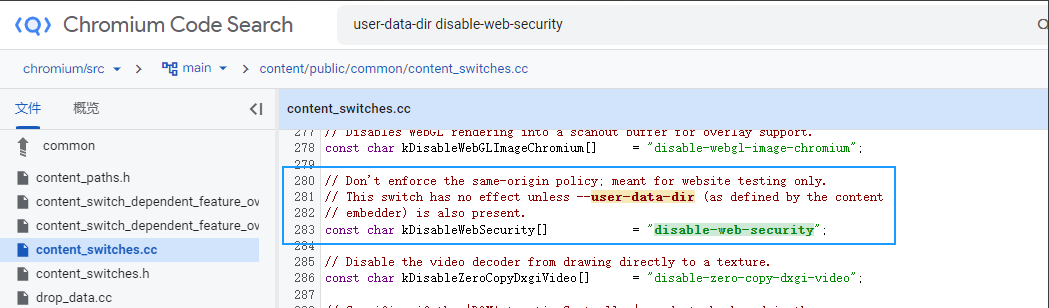 Chromium Code Search
user-data-dir disable-web-security
chromium/src main content/public/common/content_switches.cc
文件 概览
common
content_paths.h
content_switch_dependent_feature_ov
content_switch_dependent_feature_ov
content_switches.cc
content_switches.h
drop_data.cc
content_switches.cc
277 // Disables WebGL rendering into a scanout buffer for overlay support.
278 const char kDisableWebGLImageChromium[] = "disable-webgl-image-chromium";
279
280 // Don't enforce the same-origin policy; meant for website testing only.
281 // This switch has no effect unless --user-data-dir (as defined by the content
282 // embedder) is also present.
283 const char kDisableWebSecurity[] = "disable-web-security";
284
285 // Disable the video decoder from drawing directly to a texture.
286 const char kDisableZeroCopyDxgiVideo[] = "disable-zero-copy-dxgi-video";
287